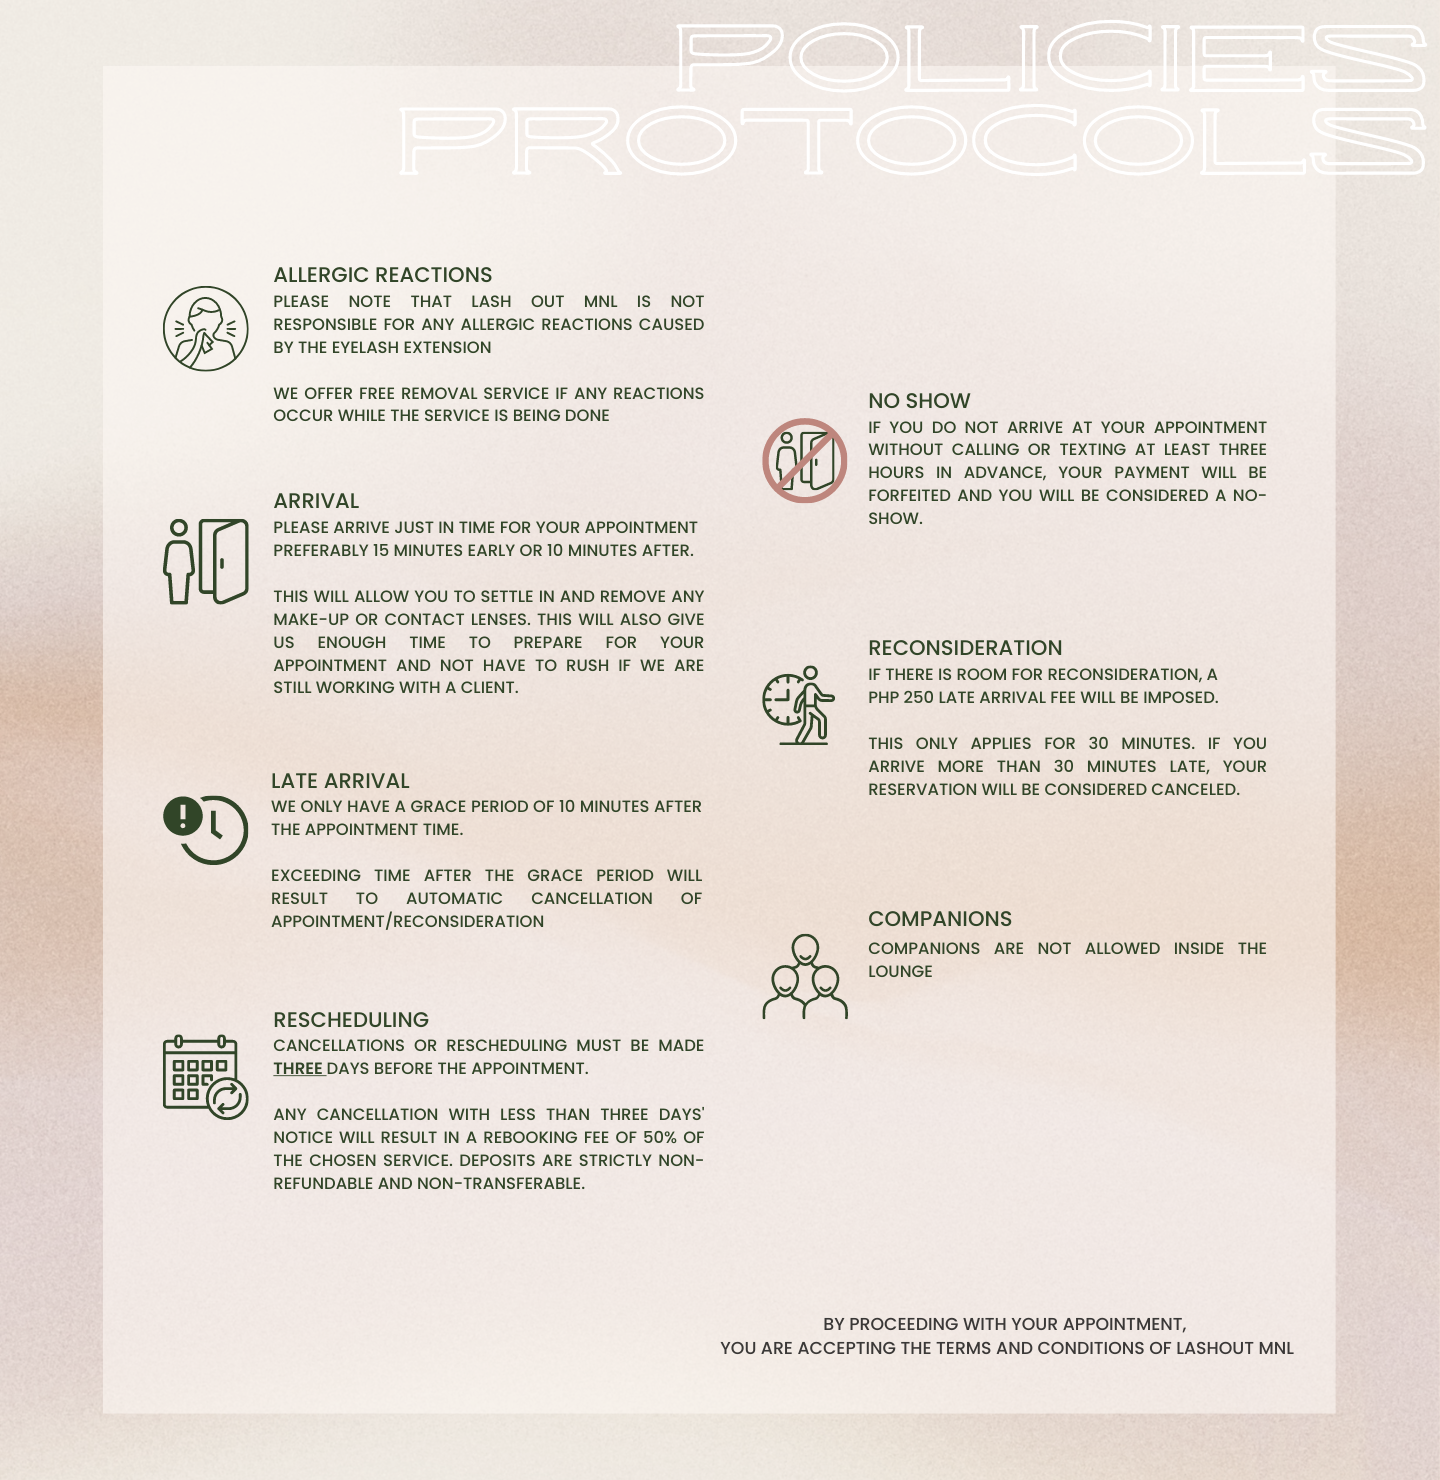 POLICIES
PROTOCOLS
ALLERGIC REACTIONS
PLEASE NOTE THAT LASH OUT MNL IS NOT
RESPONSIBLE FOR ANY ALLERGIC REACTIONS CAUSED
BY THE EYELASH EXTENSION
WE OFFER FREE REMOVAL SERVICE IF ANY REACTIONS
OCCUR WHILE THE SERVICE IS BEING DONE
ARRIVAL
PLEASE ARRIVE JUST IN TIME FOR YOUR APPOINTMENT
PREFERABLY 15 MINUTES EARLY OR 10 MINUTES AFTER.
THIS WILL ALLOW YOU TO SETTLE IN AND REMOVE ANY
MAKE-UP OR CONTACT LENSES. THIS WILL ALSO GIVE
US ENOUGH TIME TO PREPARE FOR YOUR
APPOINTMENT AND NOT HAVE TO RUSH IF WE ARE
STILL WORKING WITH A CLIENT.
LATE ARRIVAL
WE ONLY HAVE A GRACE PERIOD OF 10 MINUTES AFTER
THE APPOINTMENT TIME.
EXCEEDING TIME AFTER THE GRACE PERIOD WILL
RESULT TO AUTOMATIC CANCELLATION OF
APPOINTMENT/RECONSIDERATION
RESCHEDULING
CANCELLATIONS OR RESCHEDULING MUST BE MADE
THREE DAYS BEFORE THE APPOINTMENT.
ANY CANCELLATION WITH LESS THAN THREE DAYS'
NOTICE WILL RESULT IN A REBOOKING FEE OF 50% OF
THE CHOSEN SERVICE. DEPOSITS ARE STRICTLY NON-
REFUNDABLE AND NON-TRANSFERABLE.
NO SHOW
IF YOU DO NOT ARRIVE AT YOUR APPOINTMENT
WITHOUT CALLING OR TEXTING AT LEAST THREE
HOURS IN ADVANCE, YOUR PAYMENT WILL BE
FORFEITED AND YOU WILL BE CONSIDERED A NO-
SHOW.
RECONSIDERATION
IF THERE IS ROOM FOR RECONSIDERATION, A
PHP 250 LATE ARRIVAL FEE WILL BE IMPOSED.
THIS ONLY APPLIES FOR 30 MINUTES. IF YOU
ARRIVE MORE THAN 30 MINUTES LATE, YOUR
RESERVATION WILL BE CONSIDERED CANCELED.
COMPANIONS
COMPANIONS ARE NOT ALLOWED INSIDE THE
LOUNGE
BY PROCEEDING WITH YOUR APPOINTMENT,
YOU ARE ACCEPTING THE TERMS AND CONDITIONS OF LASHOUT MNL